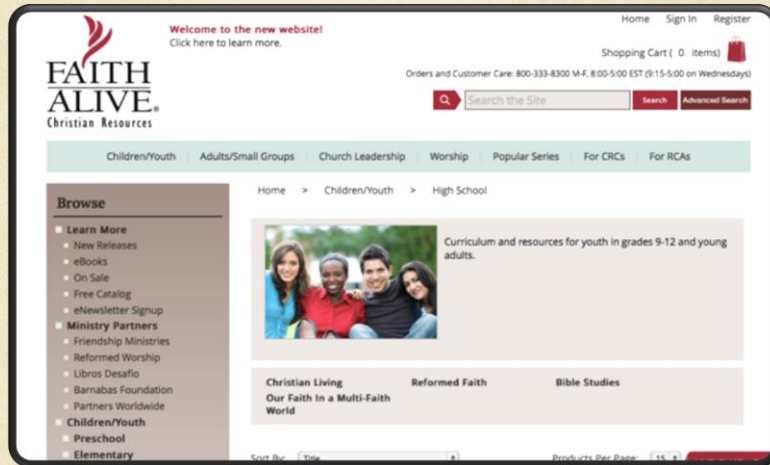 Home Sign In Register
Welcome to the new website!
Click here to learn more.
Shopping Cart ( 0 items)
FAITH
ALIVE®
Christian Resources
Orders and Customer Care: 800-333-8300 M-F, 8:00-5:00 EST (9:15-5:00 on Wednesdays)
Search the Site Search Advanced Search
Children/Youth Adults/Small Groups Church Leadership Worship Popular Series For CRCs For RCAs
Home > Children/Youth > High School
Browse
Learn More
New Releases
eBooks
On Sale
Free Catalog
eNewsletter Signup
Ministry Partners
Friendship Ministries
Reformed Worship
Libros Desafio
Barnabas Foundation
Partners Worldwide
Children/Youth
Preschool
Elementary
Curriculum and resources for youth in grades 9-12 and young
adults.
Christian Living Reformed Faith Bible Studies
Our Faith In a Multi-Faith
World
Sort By: Title Products Per Page: 15